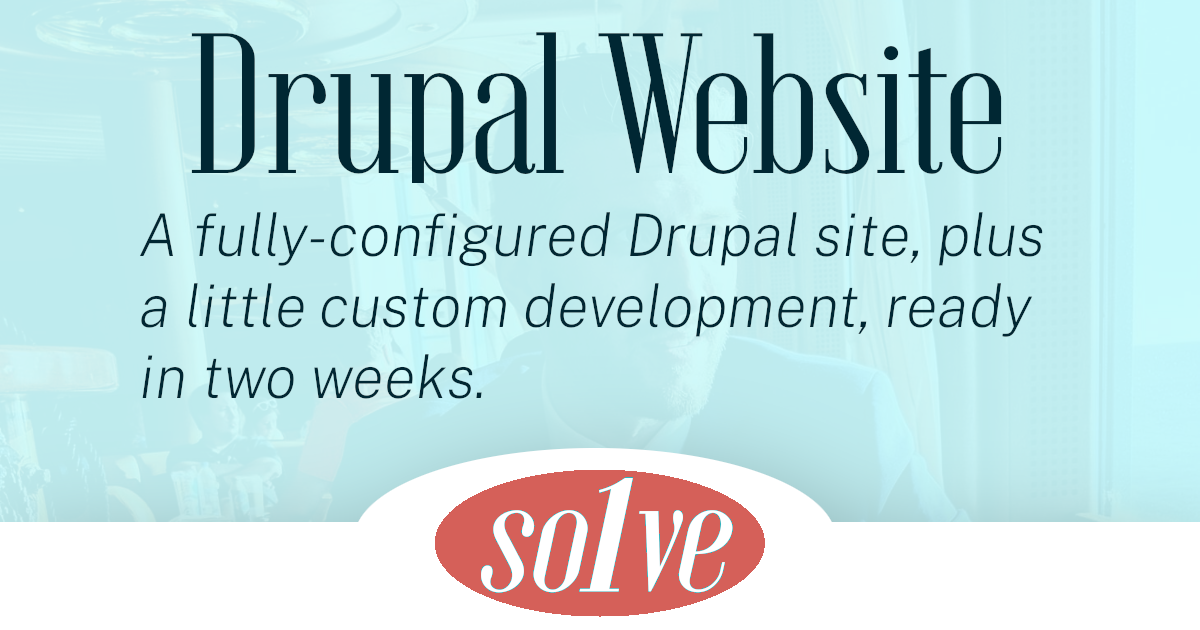 Drupal Website
A fully-configured Drupal site, plus
a little custom development, ready
in two weeks.
so1ve